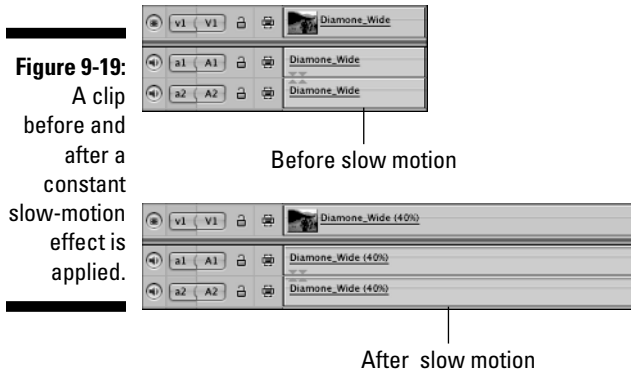 Figure 9-19:
A clip
before and
after a
constant
slow-motion
effect is
applied.
v1 V1 Diamone_Wide
a1 A1 Diamone_Wide
a2 A2 Diamone_Wide
Before slow motion
v1 V1 Diamone_Wide (40%)
a1 A1 Diamone_Wide (40%)
a2 A2 Diamone_Wide (40%)
After slow motion